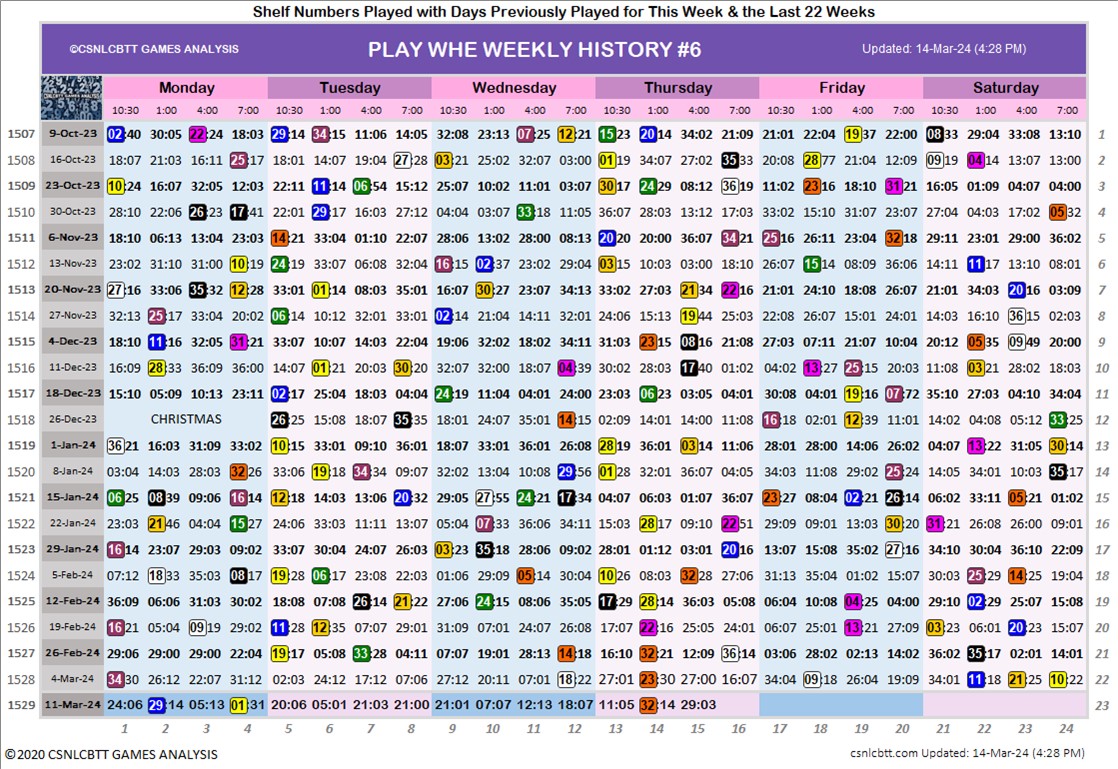 Shelf Numbers Played with Days Previously Played for This Week & the Last 22 Weeks
©CSNLCBTT GAMES ANALYSIS PLAY WHE WEEKLY HISTORY #6 Updated: 14-Mar-24 (4:28 PM)
Monday Tuesday Wednesday Thursday Friday Saturday
10:30 1:00 4:00 7:00 10:30 1:00 4:00 7:00 10:30 1:00 4:00 7:00 10:30 1:00 4:00 7:00 10:30 1:00 4:00 7:00 10:30 1:00 4:00 7:00
1507 9-Oct-23 02:40 30:05 22:24 18:03 29:14 34:15 11:06 14:05 32:08 23:13 07:25 12:21 15:23 20:14 34:02 21:09 21:01 22:04 19:37 22:00 08:33 29:04 33:08 13:10 1
1508 16-Oct-23 18:07 21:03 16:11 25:17 18:01 14:07 19:04 27:28 03:21 25:02 32:07 03:00 01:19 34:07 27:02 35:33 20:08 28:77 21:04 12:09 09:19 04:14 13:07 13:00 2
1509 23-Oct-23 10:24 16:07 32:05 12:03 22:11 11:14 06:54 15:12 25:07 10:02 11:01 03:07 30:17 24:29 08:12 36:19 11:02 23:16 18:10 31:21 16:05 01:09 04:07 04:00 3
1510 30-Oct-23 28:10 22:06 26:23 17:41 22:01 29:17 16:03 27:12 04:04 03:07 33:18 11:05 36:07 28:03 13:12 17:03 33:02 15:10 31:07 23:07 27:04 04:03 17:02 05:32 4
1511 6-Nov-23 18:10 06:13 13:04 23:03 14:21 33:04 01:10 22:07 28:06 13:02 28:00 08:13 20:20 20:00 36:07 34:21 25:16 26:11 23:04 32:18 29:11 23:01 29:00 36:02 5
1512 13-Nov-23 23:02 31:10 31:00 10:19 24:19 33:07 06:08 32:04 16:15 02:37 23:02 29:04 03:15 10:03 03:00 18:10 26:07 15:14 08:09 36:06 14:11 11:17 13:10 08:01 6
1513 20-Nov-23 27:16 33:06 35:32 12:28 33:01 01:14 08:03 35:01 16:07 30:27 23:03 34:13 33:02 27:03 21:34 22:16 21:01 24:10 18:08 26:07 21:01 07:08 20:16 03:09 7
1514 27-Nov-23 32:13 25:17 33:04 20:02 06:14 10:12 32:01 33:01 02:14 21:04 14:11 32:01 24:06 15:13 19:44 25:03 22:08 26:07 15:01 24:01 14:03 16:10 36:15 02:03 8
1515 4-Dec-23 18:10 11:16 32:05 31:21 33:07 10:07 14:03 22:04 19:06 32:02 18:02 34:11 31:03 23:15 08:16 21:08 27:03 07:11 21:07 10:04 20:12 05:35 09:49 20:00 9
1516 11-Dec-23 16:09 28:33 36:09 36:00 14:07 01:21 20:03 30:20 32:07 32:00 18:07 04:39 30:02 28:03 17:40 01:07 04:02 13:27 25:15 20:03 11:08 03:21 28:02 18:03 10
1517 18-Dec-23 15:10 05:09 10:13 23:11 02:17 25:04 18:03 04:04 24:19 11:04 04:01 24:00 23:03 06:23 03:05 04:01 30:08 04:01 19:16 07:72 35:10 27:03 04:10 34:04 11
1518 26-Dec-23 CHRISTMAS 26:25 15:08 18:07 35:18 09:11 24:07 35:01 12:15 02:03 14:01 14:00 11:08 16:18 02:01 12:39 11:01 14:02 04:08 05:12 33:25 12
1519 1-Jan-24 36:21 16:03 31:09 33:02 10:15 33:01 09:10 36:01 18:07 33:01 36:01 26:08 28:19 36:01 03:14 11:06 28:01 28:00 14:06 26:02 04:07 13:22 31:05 30:14 13
1520 8-Jan-24 03:04 14:03 28:03 32:26 33:06 19:18 34:34 09:07 32:02 13:04 10:08 29:56 01:28 32:01 36:07 04:05 34:03 11:08 29:02 25:24 14:05 34:01 10:03 35:17 14
1521 15-Jan-24 06:25 08:39 09:06 16:14 12:18 14:03 13:06 20:32 29:05 27:55 24:21 17:34 04:07 06:03 01:07 36:07 23:27 08:04 02:21 26:14 06:02 33:11 05:21 01:02 15
1522 22-Jan-24 23:03 21:46 04:04 15:27 24:06 33:03 11:11 13:07 05:04 07:33 36:06 34:11 15:03 28:17 09:10 22:51 29:09 09:01 13:03 30:20 31:21 26:08 26:00 09:01 16
1523 29-Jan-24 16:14 23:07 29:03 09:02 33:07 30:04 24:07 26:03 03:23 35:18 28:06 09:02 28:01 01:12 03:01 20:16 13:07 15:08 35:02 27:16 34:10 30:04 36:10 22:09 17
1524 5-Feb-24 07:12 18:33 35:03 08:17 19:28 06:17 23:08 22:03 01:06 29:09 05:14 30:04 10:26 08:03 32:18 27:06 31:13 35:04 01:02 15:07 30:03 25:29 14:25 19:04 18
1525 12-Feb-24 36:09 06:06 31:03 30:02 18:08 07:08 26:14 21:22 27:06 24:15 08:06 35:05 17:29 28:14 36:03 05:08 06:04 10:08 04:25 04:00 29:10 02:29 25:07 15:08 19
1526 19-Feb-24 16:21 05:04 09:19 29:02 11:28 12:35 07:07 29:01 31:09 07:01 24:07 26:07 17:07 22:16 25:05 24:01 06:07 25:01 13:21 27:09 03:23 06:01 20:23 15:07 20
1527 26-Feb-24 29:06 29:00 29:00 22:04 19:17 05:08 33:28 04:11 07:07 19:01 28:13 14:18 16:10 32:21 12:09 36:14 03:06 28:02 02:13 14:08 36:02 35:17 02:01 14:01 21
1528 4-Mar-24 34:30 26:12 22:07 31:12 02:03 24:12 17:12 07:06 27:12 20:11 07:01 18:22 27:01 23:30 27:00 16:07 34:04 09:18 26:04 19:09 34:01 11:18 21:25 10:22 22
1529 11-Mar-24 24:06 29:14 05:13 01:31 20:06 05:01 21:03 21:00 21:01 07:07 12:13 18:07 11:05 32:14 29:03 23
1 2 3 4 5 6 7 8 9 10 11 12 13 14 15 16 17 18 19 20 21 22 23 24
©2020 CSNLCBTT GAMES ANALYSIS csnlcbtt.com Updated: 14-Mar-24 (4:28 PM)